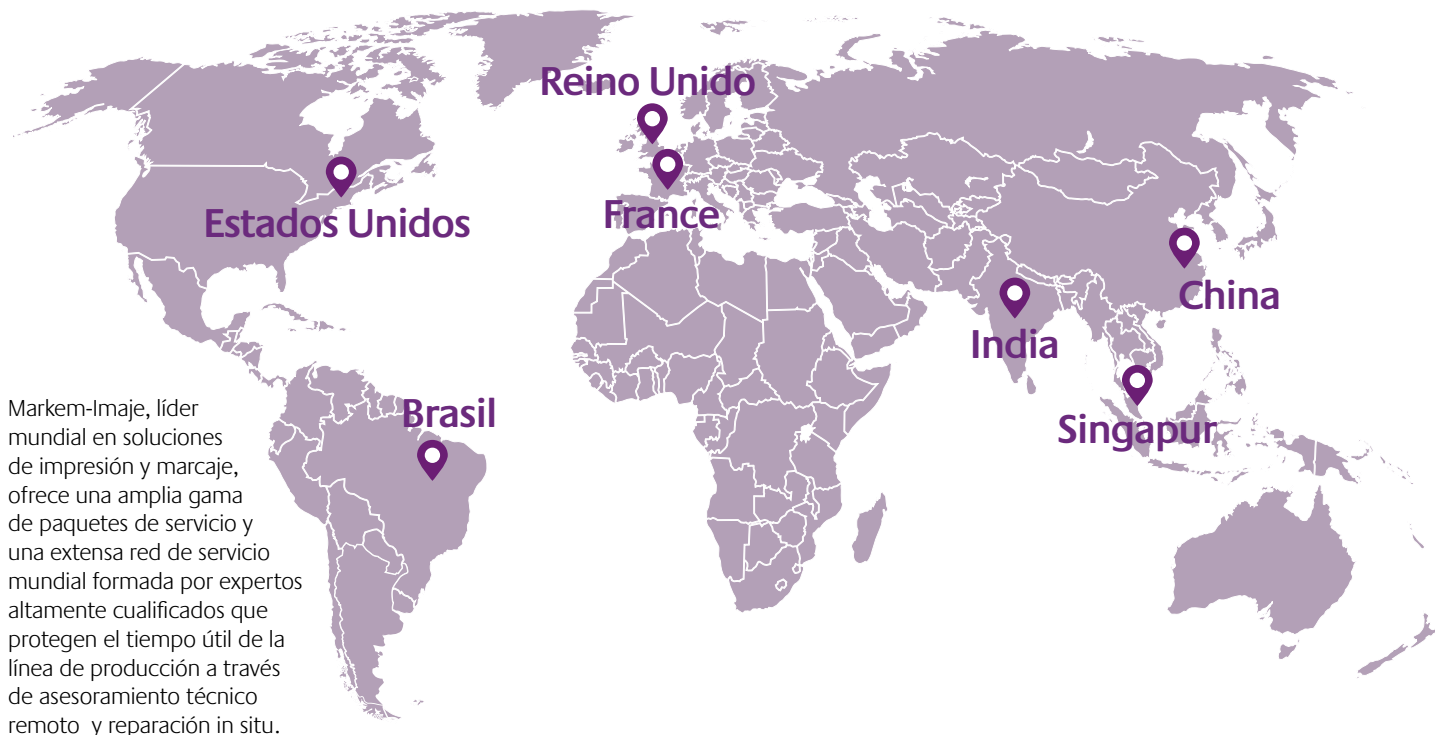 Reino Unido
Estados Unidos
France
China
India
Brasil
Singapur
Markem-Imaje, líder
mundial en soluciones
de impresión y marcaje,
ofrece una amplia gama
de paquetes de servicio y
una extensa red de servicio
mundial formada por expertos
altamente cualificados que
protegen el tiempo útil de la
línea de producción a través
de asesoramiento técnico
remoto y reparación in situ.